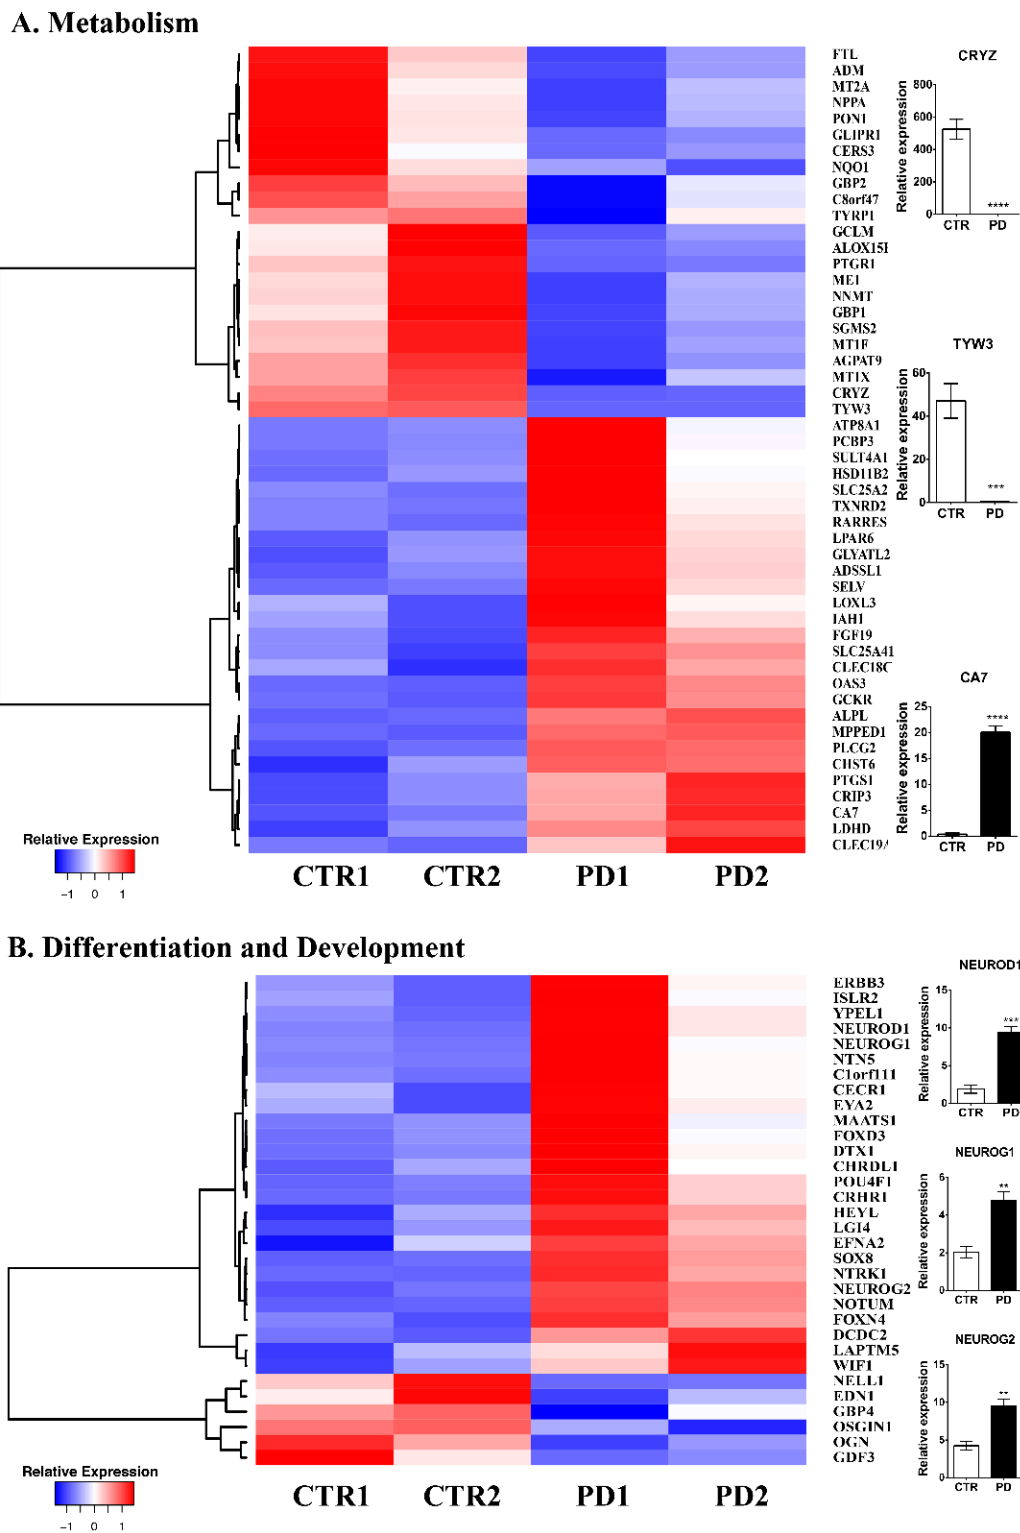 A. Metabolism
FTL
ADM
MT2A
NPPA
PON1
GLIPR1
CERS3
NQO1
GBP2
C8orf47
TYRP1
GCLM
ALOX15I
PTGR1
ME1
NNMT
GBP1
SGMS2
MT1F
AGPAT9
MT1X
CRYZ
TYW3
ATP8A1
PCBP3
SULT4A1
HSD11B2
SLC25A2
TXNRD2
RARRES
LPAR6
GLYATL2
ADSSL1
SELV
LOXL3
IAH1
FGF19
SLC25A41
CLEC18C
OAS3
GCKR
ALPL
MPPED1
PLCG2
CHST6
PTGS1
CRIP3
CA7
LDHD
CLEC19A
Relative Expression
−1 0 1
CTR1 CTR2 PD1 PD2
CRYZ
Relative expression
800
600
400
200
0
****
CTR PD
TYW3
Relative expression
60
40
20
0
***
CTR PD
CA7
Relative expression
25
20
15
10
5
0
****
CTR PD
B. Differentiation and Development
ERBB3
ISLR2
YPEL1
NEUROD1
NEUROG1
NTN5
C1orf111
CECR1
EYA2
MAATS1
FOXD3
DTX1
CHRDL1
POU4F1
CRHR1
HEYL
LGI4
EFNA2
SOX8
NTRK1
NEUROG2
NOTUM
FOXN4
DCDC2
LAPTM5
WIF1
NELL1
EDN1
GBP4
OSGIN1
OGN
GDF3
Relative Expression
−1 0 1
CTR1 CTR2 PD1 PD2
NEUROD1
Relative expression
15
10
5
0
***
CTR PD
NEUROG1
Relative expression
6
4
2
0
**
CTR PD
NEUROG2
Relative expression
15
10
5
0
**
CTR PD